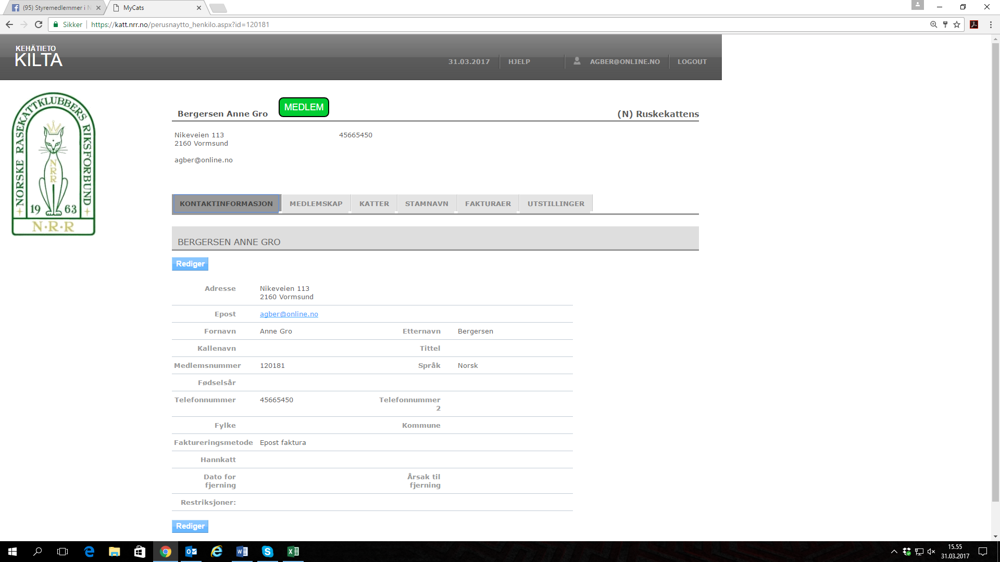 (95) Styremedlemmer i N
MyCats
Sikker
https://katt.nrr.no/perusnaytto_henkilo.aspx?id=120181
KEHÄTIETO
KILTA
31.03.2017
HJELP
AGBER@ONLINE.NO
LOGOUT
NORSKE RASEKATTKLUBBERS RIKSFORBUND
NRR
19 63
N·R·R
Bergersen Anne Gro
MEDLEM
(N) Ruskekattens
Nikeveien 113
45665450
2160 Vormsund
agber@online.no
KONTAKTINFORMASJON
MEDLEMSKAP
KATTER
STAMNAVN
FAKTURAER
UTSTILLINGER
BERGERSEN ANNE GRO
Rediger
Adresse Nikeveien 113
2160 Vormsund
Epost agber@online.no
Fornavn Anne Gro Etternavn Bergersen
Kallenavn Tittel
Medlemsnummer 120181 Språk Norsk
Fødselsår
Telefonnummer 45665450 Telefonnummer
2
Fylke Kommune
Faktureringsmetode Epost faktura
Hannkatt
Dato for Årsak til
fjerning fjerning
Restriksjoner:
Rediger
15.55
31.03.2017